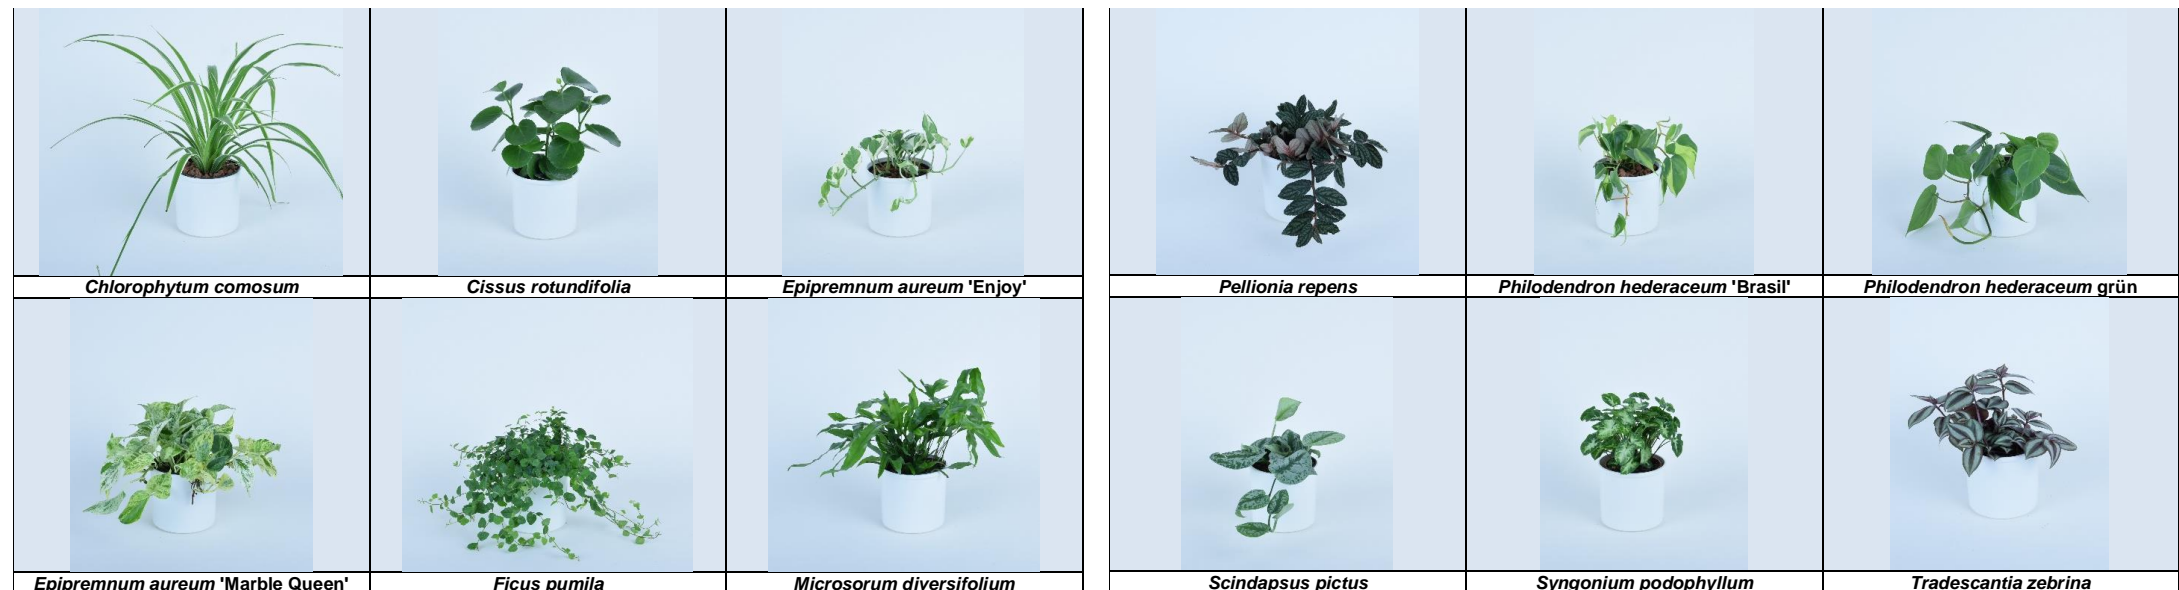 Chlorophytum comosum
Cissus rotundifolia
Epipremnum aureum 'Enjoy'
Pellionia repens
Philodendron hederaceum 'Brasil'
Philodendron hederaceum grün
Epipremnum aureum 'Marble Queen'
Ficus pumila
Microsorum diversifolium
Scindapsus pictus
Syngonium podophyllum
Tradescantia zebrina